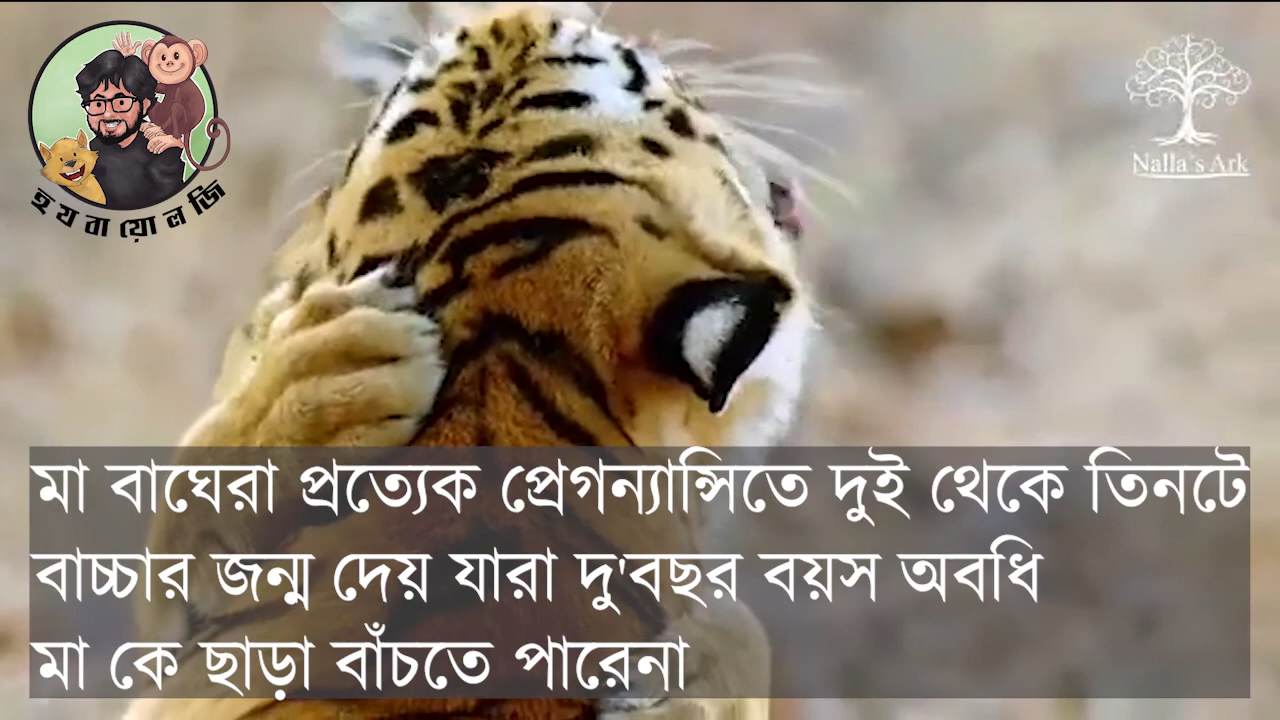 হ য বা য়ো ল জি
Nalla's Ark
মা বাঘেরা প্রত্যেক প্রেগন্যান্সিতে দুই থেকে তিনটে
বাচ্চার জন্ম দেয় যারা দু'বছর বয়স অবধি
মা কে ছাড়া বাঁচতে পারেনা